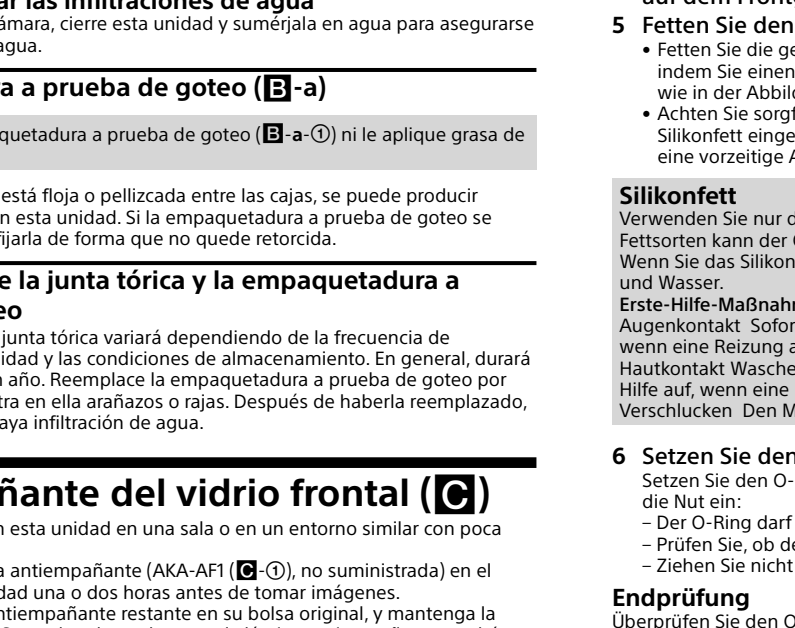 ar las infiltraciones de agua
ámara, cierre esta unidad y sumérjala en agua para asegurarse
agua.
ra a prueba de goteo (B-a)
quetadura a prueba de goteo (B-a-①) ni le aplique grasa de
está floja o pellizcada entre las cajas, se puede producir
n esta unidad. Si la empaquetadura a prueba de goteo se
fijarla de forma que no quede retorcida.
e la junta tórica y la empaquetadura a
eo
junta tórica variará dependiendo de la frecuencia de
idad y las condiciones de almacenamiento. En general, durará
n año. Reemplace la empaquetadura a prueba de goteo por
tra en ella arañazos o rajas. Después de haberla reemplazado,
aya infiltración de agua.
ñante del vidrio frontal (C)
n esta unidad en una sala o en un entorno similar con poca
a antiempañante (AKA-AF1 (C-①), no suministrada) en el
dad una o dos horas antes de tomar imágenes.
ntiempañante restante en su bolsa original, y mantenga la
5 Fetten Sie den
• Fetten Sie die ge
indem Sie einen
wie in der Abbild
• Achten Sie sorgf
Silikonfett einge
eine vorzeitige A
Silikonfett
Verwenden Sie nur d
Fettsorten kann der
Wenn Sie das Silikon
und Wasser.
Erste-Hilfe-Maßnahm
Augenkontakt Sofor
wenn eine Reizung a
Hautkontakt Wasche
Hilfe auf, wenn eine
Verschlucken Den M
6 Setzen Sie den
Setzen Sie den O-
die Nut ein:
– Der O-Ring darf
– Prüfen Sie, ob de
– Ziehen Sie nicht
Endprüfung
Überprüfen Sie den O